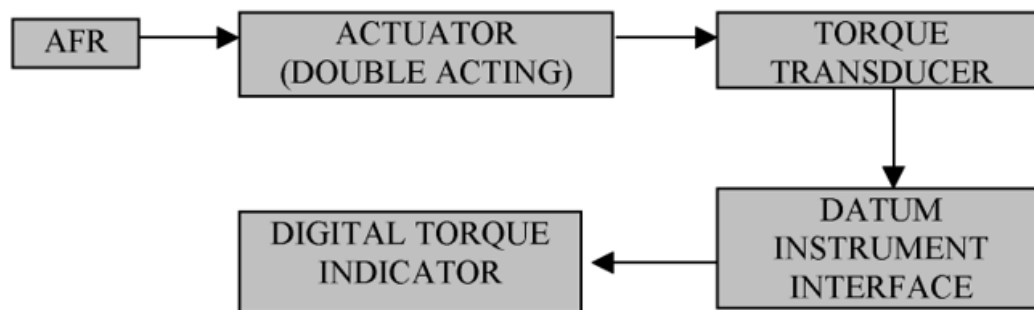 AFR
ACTUATOR
(DOUBLE ACTING)
TORQUE
TRANSDUCER
DATUM
INSTRUMENT
INTERFACE
DIGITAL TORQUE
INDICATOR